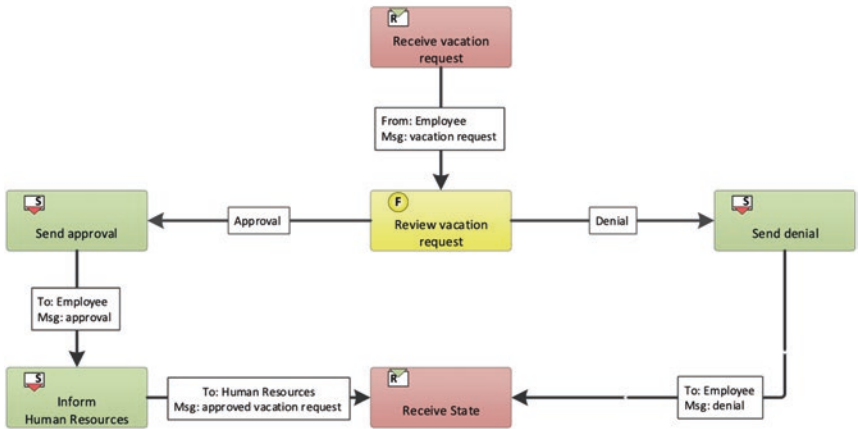 R
Receive vacation
request
From: Employee
Msg: vacation request
S
Send approval
Approval
F
Review vacation
request
Denial
S
Send denial
To: Employee
Msg: approval
S
Inform
Human Resources
To: Human Resources
Msg: approved vacation request
R
Receive State
To: Employee
Msg: denial